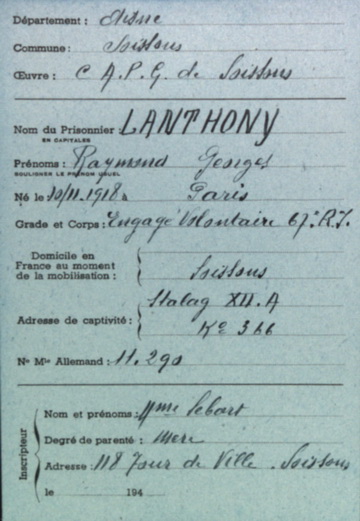 Département : Aisne
Commune : Soissons
Œuvre : C A.P.G. de Soissons
Nom du Prisonnier : LANTHONY
EN CAPITALES
Prénoms : Raymond Georges
SOULIGNER LE PRÉNOM USUEL
Né le 10/11.1918 à Paris
Grade et Corps : Engagé Volontaire 67e R.I.
Domicile en
France au moment
de la mobilisation : Soissons
Stalag XII.A
Adresse de captivité : Ko 366
No Mle Allemand : 11.290
Inscripteur
Nom et prénoms : Mme Lebart
Degré de parenté : Mère
Adresse : 118 Tour de Ville . Soissons
le 194